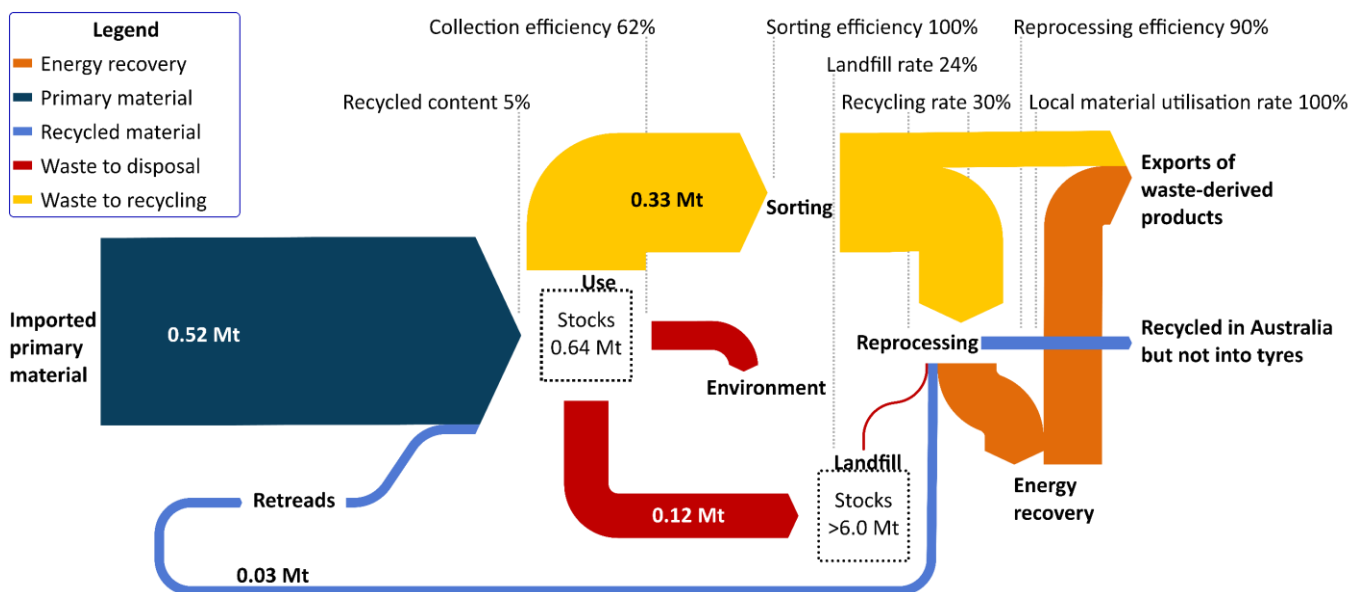 Legend
Energy recovery
Primary material
Recycled material
Waste to disposal
Waste to recycling
Collection efficiency 62%
Sorting efficiency 100%
Reprocessing efficiency 90%
Landfill rate 24%
Recycled content 5%
Recycling rate 30%
Local material utilisation rate 100%
Imported
primary
material
0.52 Mt
0.33 Mt
Sorting
Exports of
waste-derived
products
Use
Stocks
0.64 Mt
Environment
Reprocessing
Recycled in Australia
but not into tyres
Retreads
0.03 Mt
0.12 Mt
Landfill
Stocks
>6.0 Mt
Energy
recovery